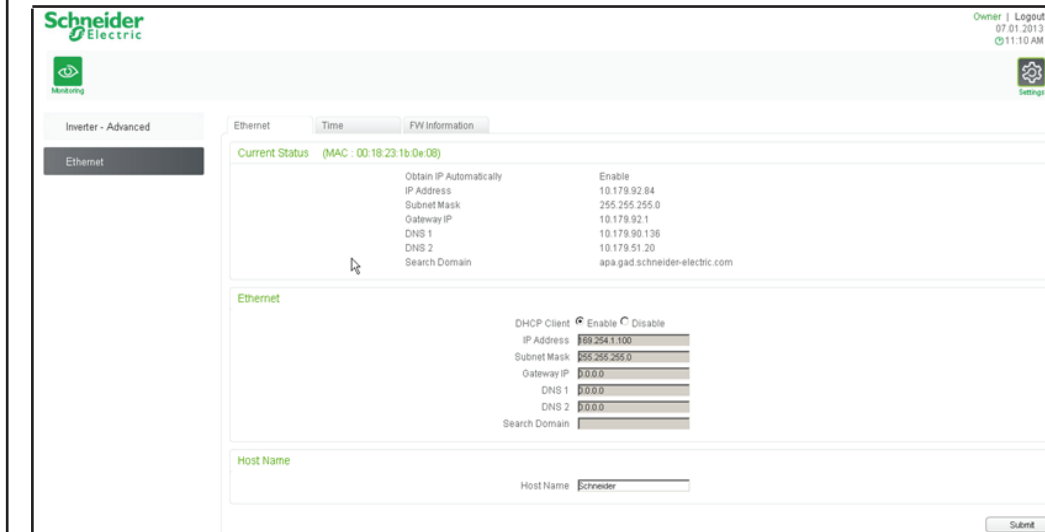 Schneider
Electric
Owner | Logout
07.01.2013
11:10 AM
Monitoring
Settings
Inverter - Advanced
Ethernet
Ethernet Time FW Information
Current Status (MAC : 00:18:23:1b:0e:08)
Obtain IP Automatically Enable
IP Address 10.179.92.84
Subnet Mask 255.255.255.0
Gateway IP 10.179.92.1
DNS 1 10.179.90.136
DNS 2 10.179.51.20
Search Domain apa.gad.schneider-electric.com
Ethernet
DHCP Client Enable Disable
IP Address 169.254.1.100
Subnet Mask 255.255.255.0
Gateway IP 0.0.0.0
DNS 1 0.0.0.0
DNS 2 0.0.0.0
Search Domain
Host Name
Host Name Schneider
Submit